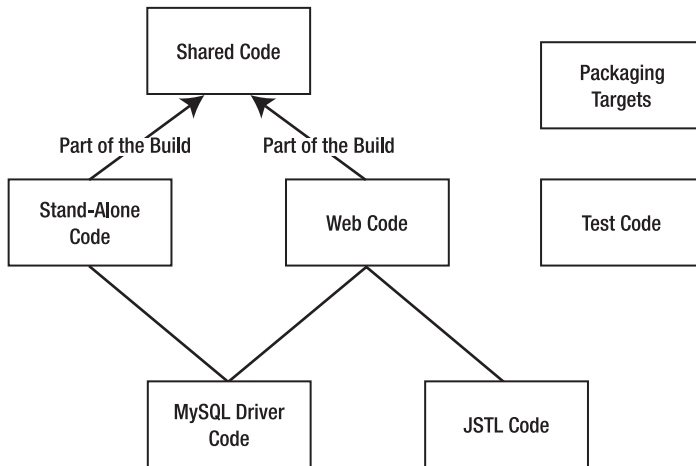 Shared Code
Packaging
Targets
Part of the Build
Part of the Build
Stand-Alone
Code
Web Code
Test Code
MySQL Driver
Code
JSTL Code